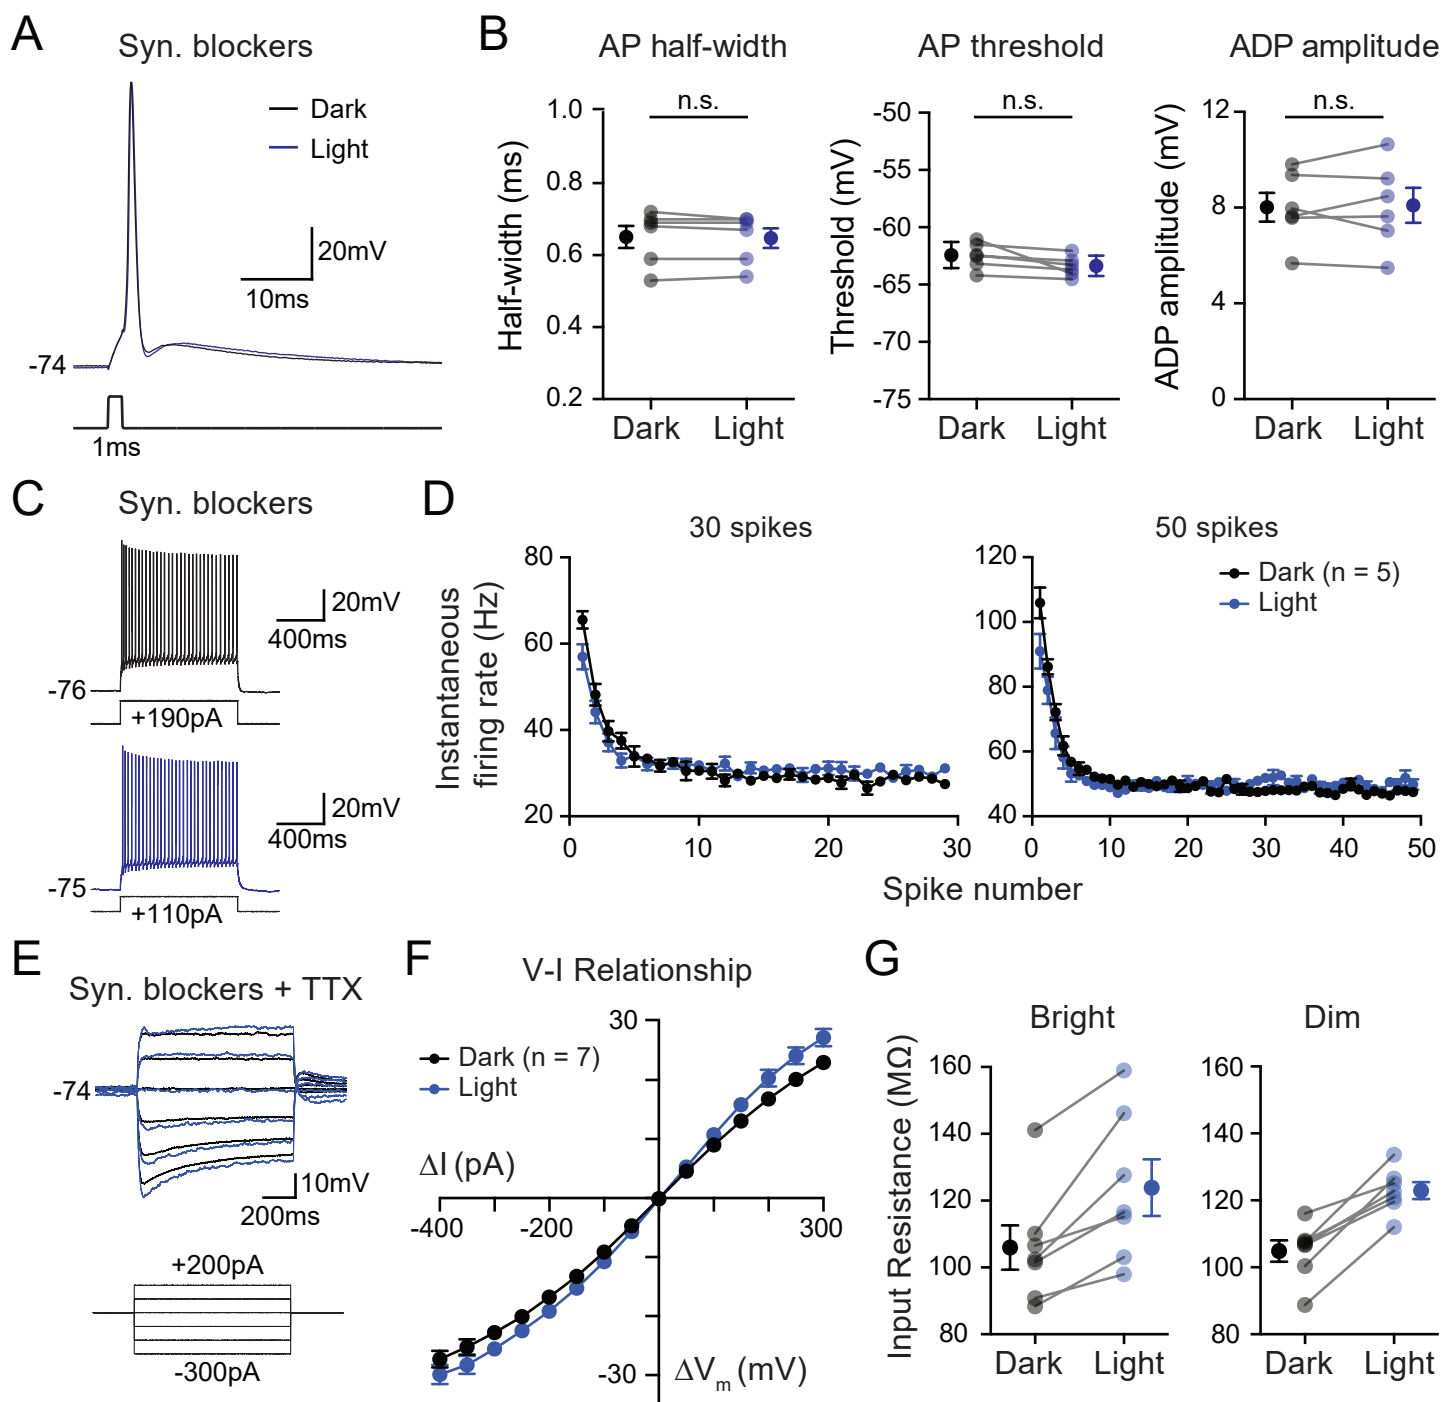 A
Syn. blockers
Dark
Light
20mV
10ms
-74
1ms
B
AP half-width
n.s.
Half-width (ms)
1.0
0.8
0.6
0.4
0.2
Dark Light
AP threshold
n.s.
Threshold (mV)
-50
-55
-60
-65
-70
-75
Dark Light
ADP amplitude
n.s.
ADP amplitude (mV)
12
8
4
0
Dark Light
C
Syn. blockers
20mV
400ms
-76
+190pA
20mV
400ms
-75
+110pA
D
30 spikes
Instantaneous
firing rate (Hz)
80
60
40
20
0 10 20 30
50 spikes
Dark (n = 5)
Light
120
100
80
60
40
0 10 20 30 40 50
Spike number
E
Syn. blockers + TTX
-74
10mV
200ms
+200pA
-300pA
F
V-I Relationship
Dark (n = 7)
Light
30
ΔI (pA)
-400 -200 300
-30
ΔVm (mV)
G
Bright
Input Resistance (MΩ)
160
140
120
100
80
Dark Light
Dim
160
140
120
100
80
Dark Light